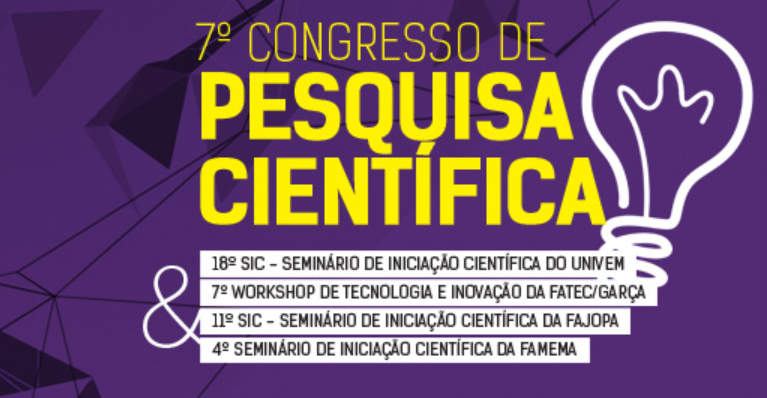 7º CONGRESSO DE
PESQUISA
CIENTÍFICA
&
18º SIC - SEMINÁRIO DE INICIAÇÃO CIENTÍFICA DO UNIVEM
7º WORKSHOP DE TECNOLOGIA E INOVAÇÃO DA FATEC/GARÇA
11º SIC - SEMINÁRIO DE INICIAÇÃO CIENTÍFICA DA FAJOPA
4º SEMINÁRIO DE INICIAÇÃO CIENTÍFICA DA FAMEMA